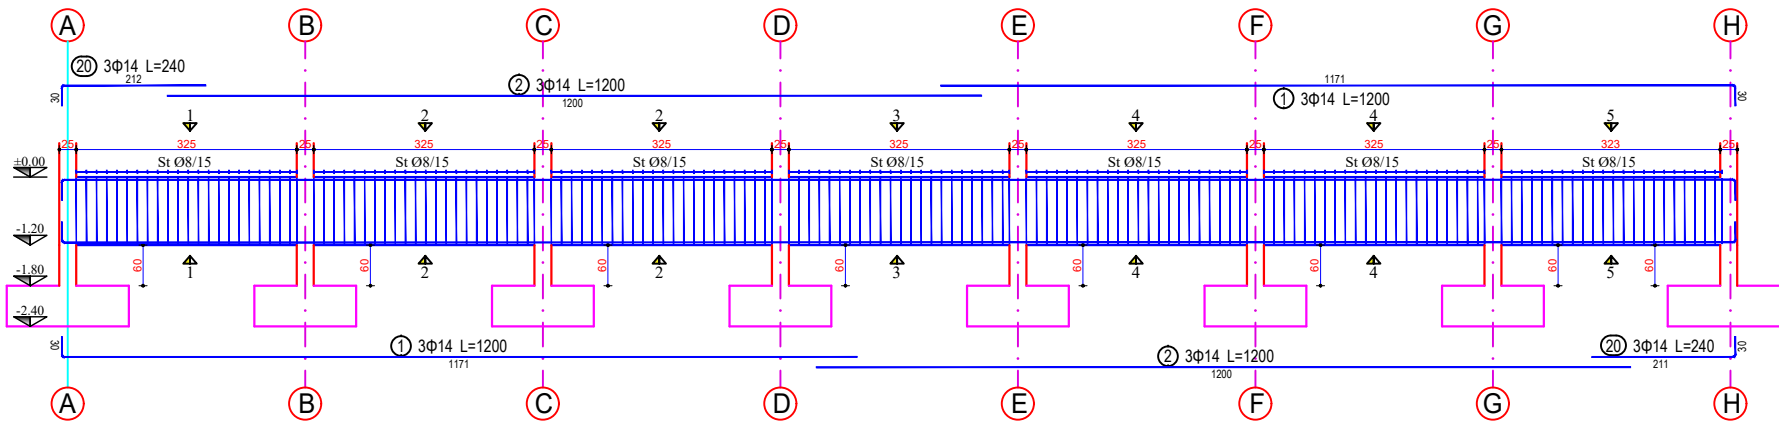 A B C D E F G H
20 3Φ14 L=240
212
30
2 3Φ14 L=1200
1200
1171
1 3Φ14 L=1200
30
1 2 2 3 4 4 5
25 325 25 325 25 325 25 325 25 325 25 325 25 323 25
±0.00
St Ø8/15 St Ø8/15 St Ø8/15 St Ø8/15 St Ø8/15 St Ø8/15 St Ø8/15
-1.20
60 60 60 60 60 60 60 60
1 2 2 3 4 4 5
-1.80
-2.40
30
1 3Φ14 L=1200
1171
2 3Φ14 L=1200
1200
20 3Φ14 L=240
211
30
A B C D E F G H